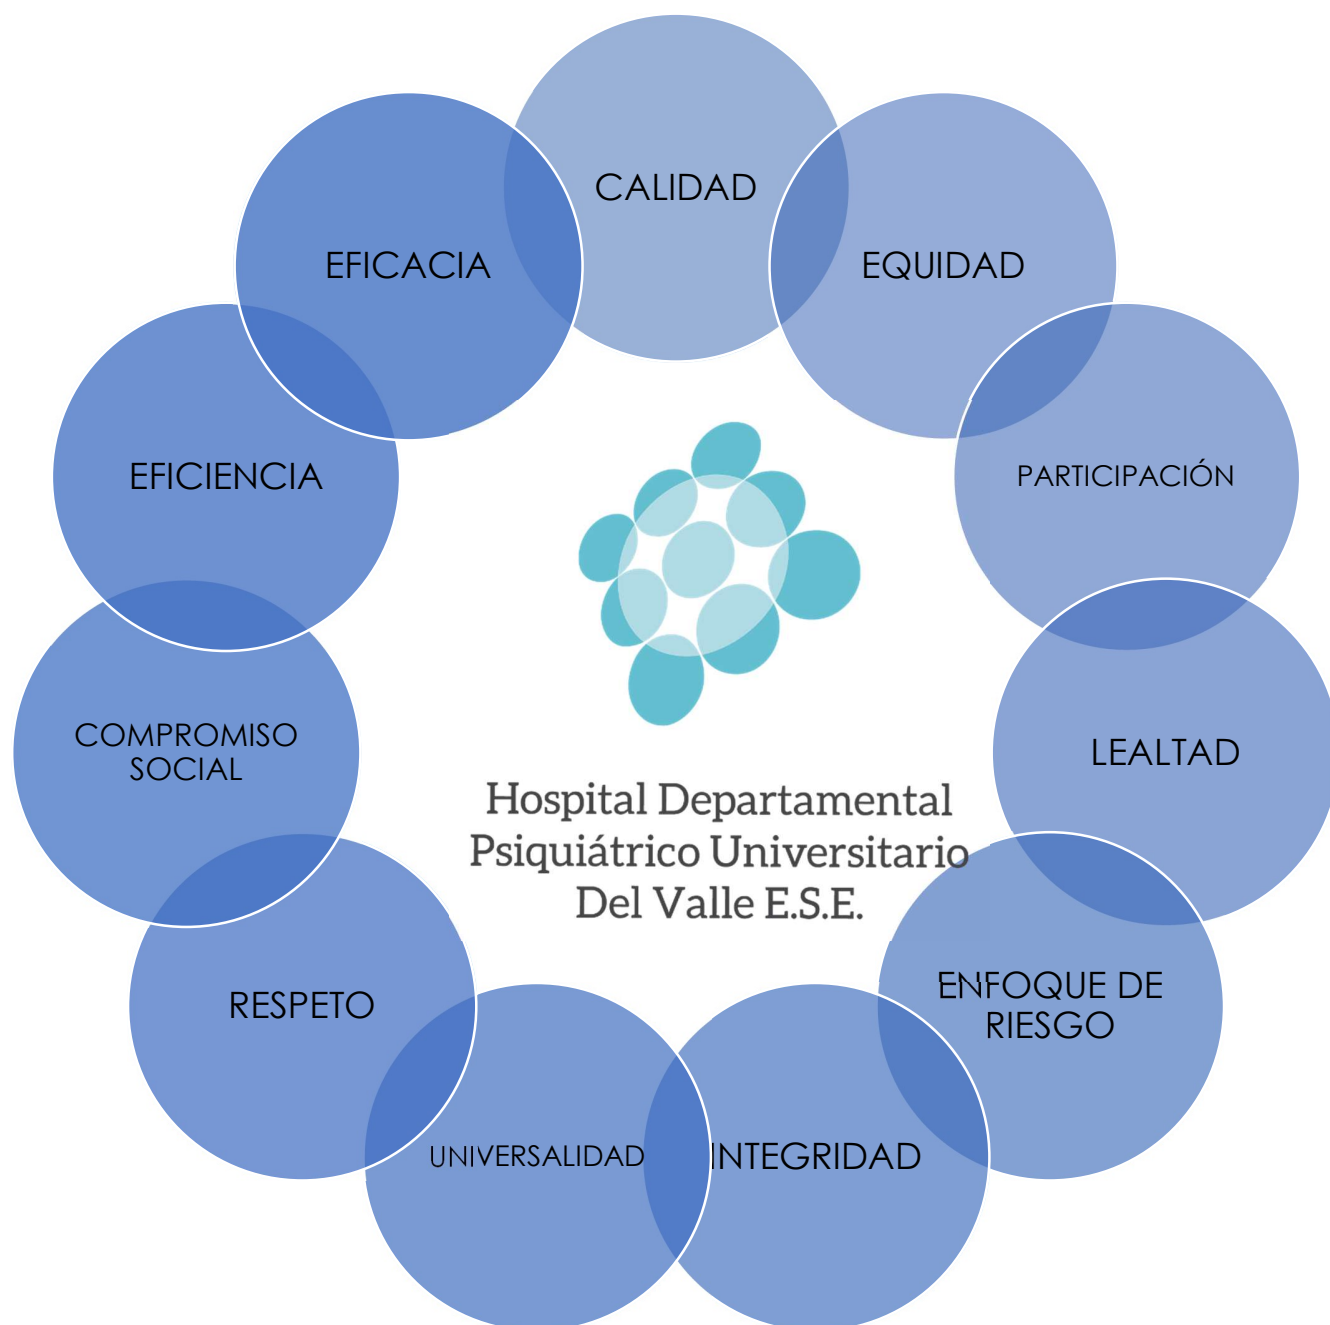 CALIDAD
EQUIDAD
PARTICIPACIÓN
LEALTAD
ENFOQUE DE
RIESGO
INTEGRIDAD
UNIVERSALIDAD
RESPETO
COMPROMISO
SOCIAL
EFICIENCIA
EFICACIA
Hospital Departamental
Psiquiátrico Universitario
Del Valle E.S.E.